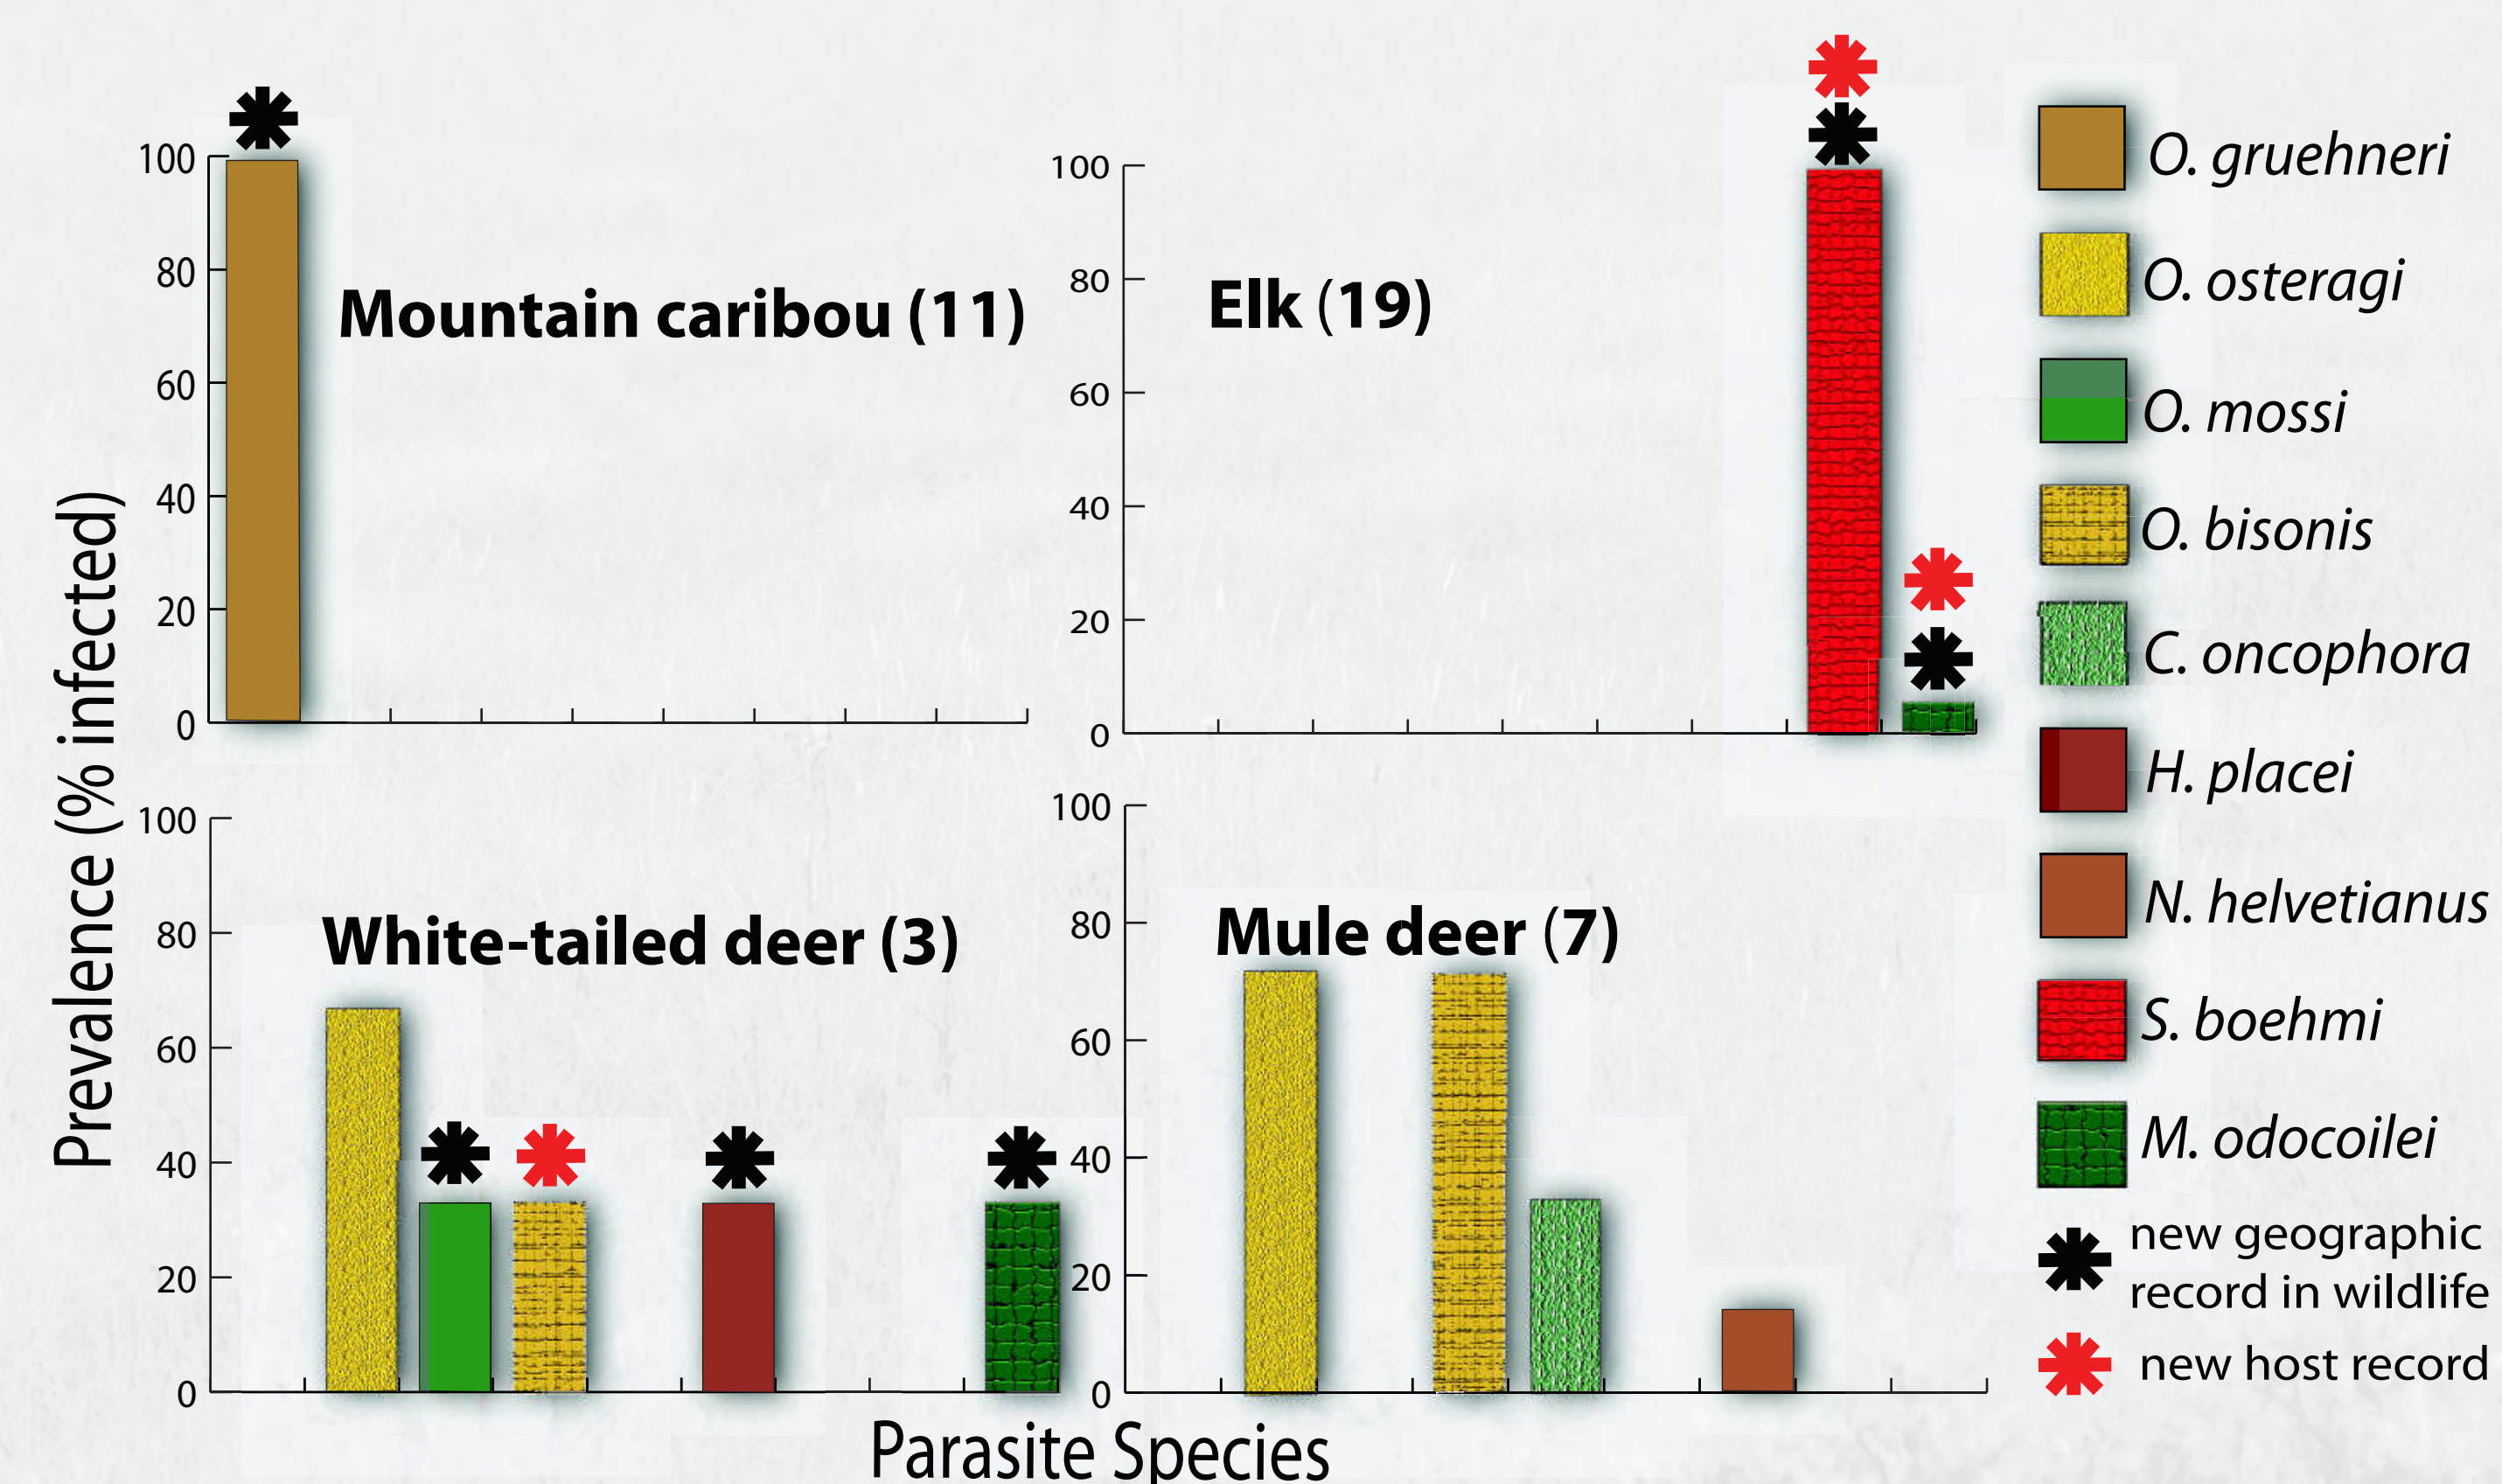 Prevalence (% infected)
100
80
60
40
20
0
Mountain caribou (11)
100
80
60
40
20
0
Elk (19)
100
80
60
40
20
0
White-tailed deer (3)
100
80
60
40
20
0
Mule deer (7)
Parasite Species
O. gruehneri
O. osteragi
O. mossi
O. bisonis
C. oncophora
H. placei
N. helvetianus
S. boehmi
M. odocoilei
new geographic
record in wildlife
new host record